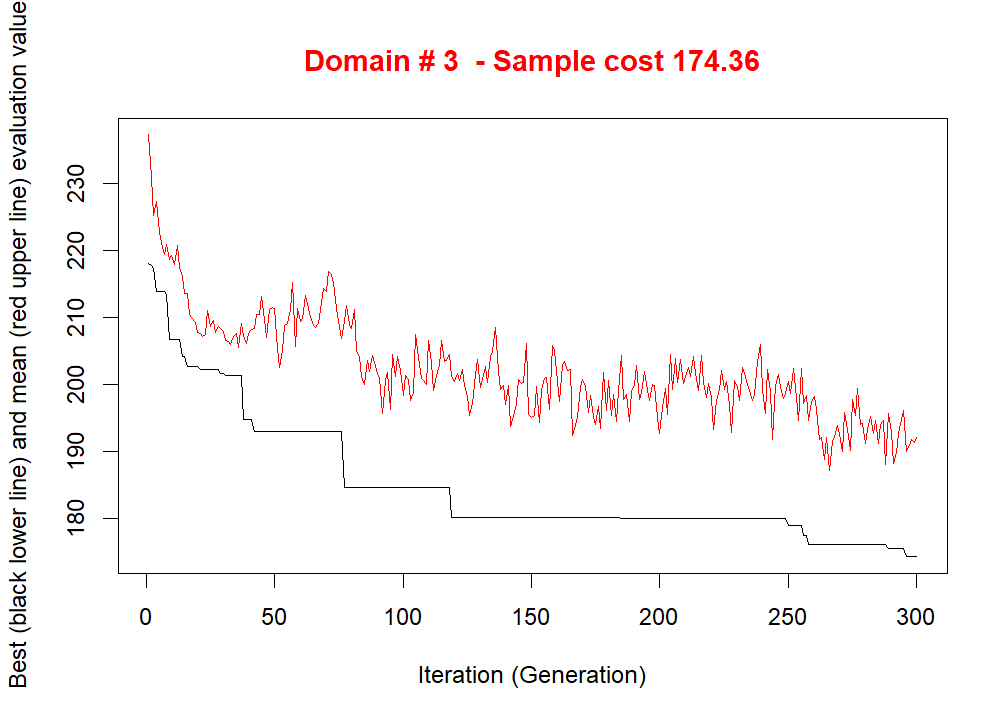 Domain # 3  - Sample cost 174.36
Best (black lower line) and mean (red upper line) evaluation value
230
220
210
200
190
180
0 50 100 150 200 250 300
Iteration (Generation)